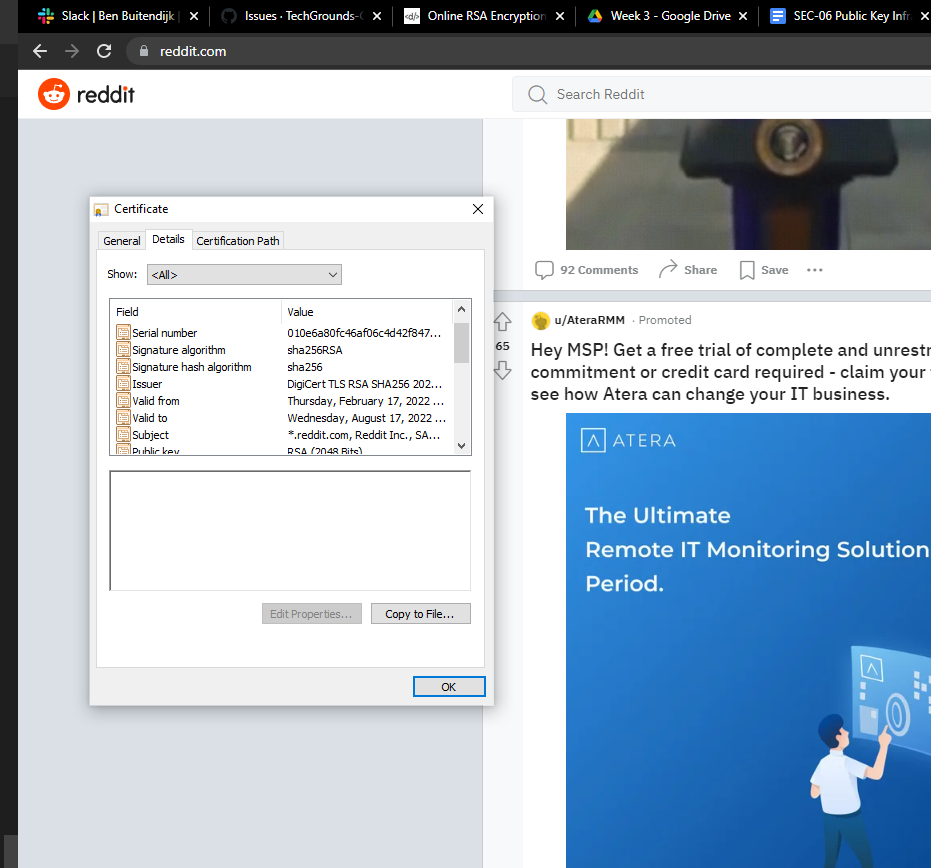 Slack | Ben Buitendijk |
Issues · TechGrounds-
Online RSA Encryption
Week 3 - Google Drive
SEC-06 Public Key Infr
reddit.com
reddit
Search Reddit
Certificate
General Details Certification Path
Show: <All>
Field Value
Serial number 010e6a80fc46af06c4d42f847...
Signature algorithm sha256RSA
Signature hash algorithm sha256
Issuer DigiCert TLS RSA SHA256 202...
Valid from Thursday, February 17, 2022 ...
Valid to Wednesday, August 17, 2022 ...
Subject *.reddit.com, Reddit Inc., SA...
Public key RSA (2048 Bits)
Edit Properties... Copy to File...
OK
92 Comments Share Save ...
u/AteraRMM · Promoted
65
Hey MSP! Get a free trial of complete and unrestr
commitment or credit card required - claim your
see how Atera can change your IT business.
ATERA
The Ultimate
Remote IT Monitoring Solution
Period.